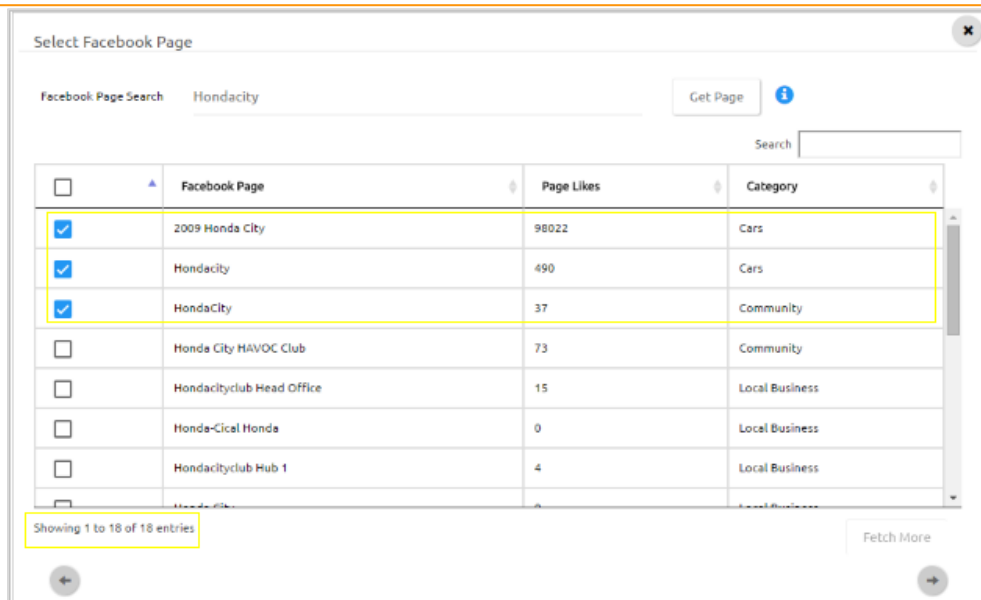 Select Facebook Page
Facebook Page Search Hondacity Get Page
Search
Facebook Page Page Likes Category
2009 Honda City 98022 Cars
Hondacity 490 Cars
HondaCity 37 Community
Honda City HAVOC Club 73 Community
Hondacityclub Head Office 15 Local Business
Honda-Cical Honda 0 Local Business
Hondacityclub Hub 1 4 Local Business
Showing 1 to 18 of 18 entries
Fetch More